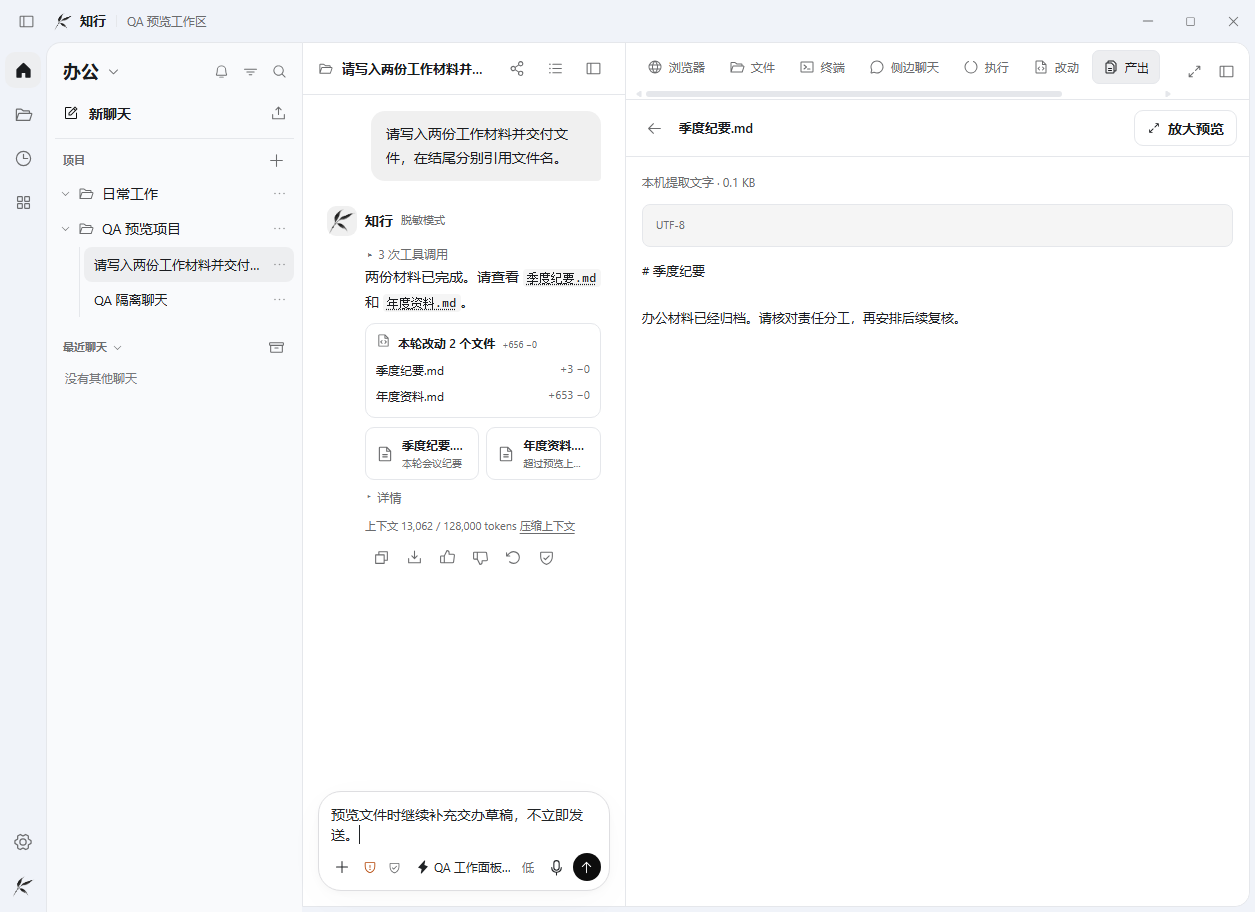 知行
QA 预览工作区
办公
新聊天
项目
日常工作
QA 预览项目
请写入两份工作材料并交付...
QA 隔离聊天
最近聊天
没有其他聊天
请写入两份工作材料并...
请写入两份工作材料并交付文
件，在结尾分别引用文件名。
知行 脱敏模式
3 次工具调用
两份材料已完成。请查看 季度纪要.md
和 年度资料.md 。
本轮改动 2 个文件 +656 −0
季度纪要.md +3 −0
年度资料.md +653 −0
季度纪要....
本轮会议纪要
年度资料....
超过预览上...
详情
上下文 13,062 / 128,000 tokens 压缩上下文
预览文件时继续补充交办草稿，不立即发
送。
QA 工作面板... 低
浏览器 文件 终端 侧边聊天 执行 改动 产出
季度纪要.md
放大预览
本机提取文字 · 0.1 KB
UTF-8
# 季度纪要
办公材料已经归档。请核对责任分工，再安排后续复核。